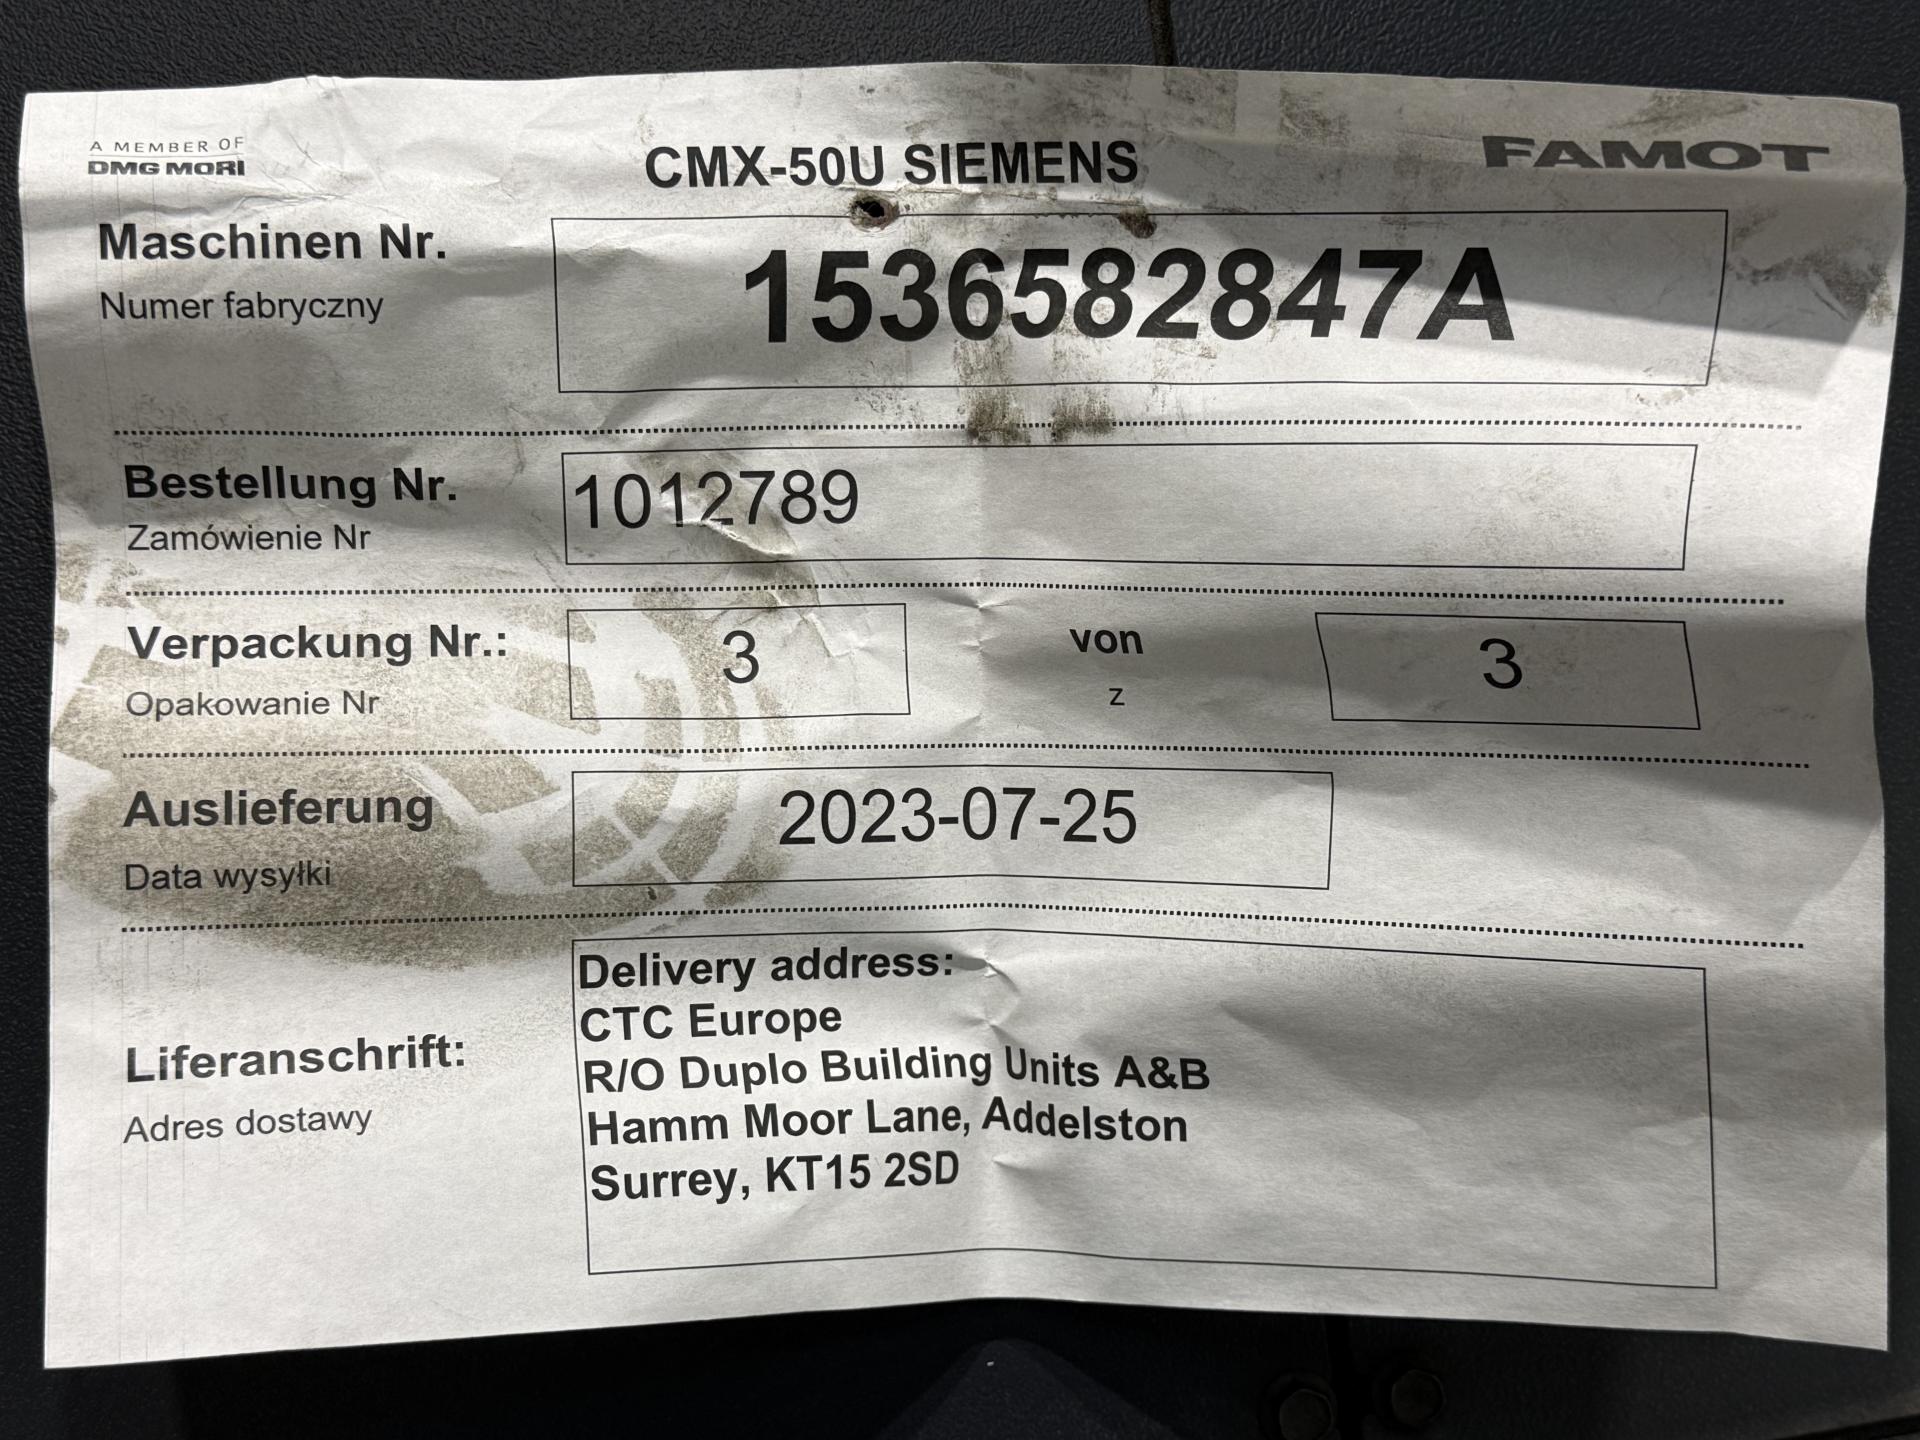 A MEMBER OF
DMG MORI
CMX-50U SIEMENS
FAMOT
Maschinen Nr.
Numer fabryczny
1536582847A
Bestellung Nr.
Zamówienie Nr
1012789
Verpackung Nr.:
Opakowanie Nr
3
von
z
3
Auslieferung
Data wysyłki
2023-07-25
Liferanschrift:
Adres dostawy
Delivery address:
CTC Europe
R/O Duplo Building Units A&B
Hamm Moor Lane, Addelston
Surrey, KT15 2SD